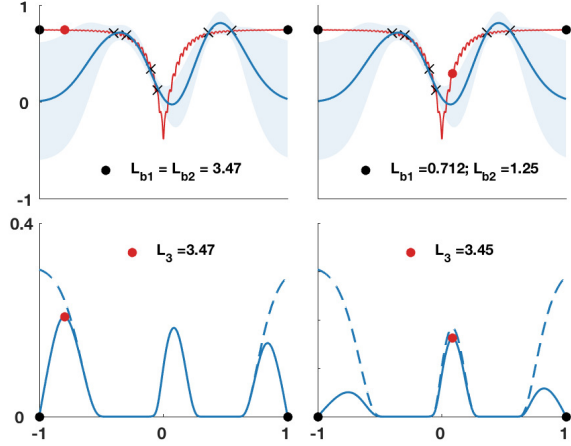 1
0
-1
L_b1 = L_b2 = 3.47
L_b1 =0.712; L_b2 =1.25
0.4
0
L_3 =3.47
L_3 =3.45
-1 0 1
-1 0 1